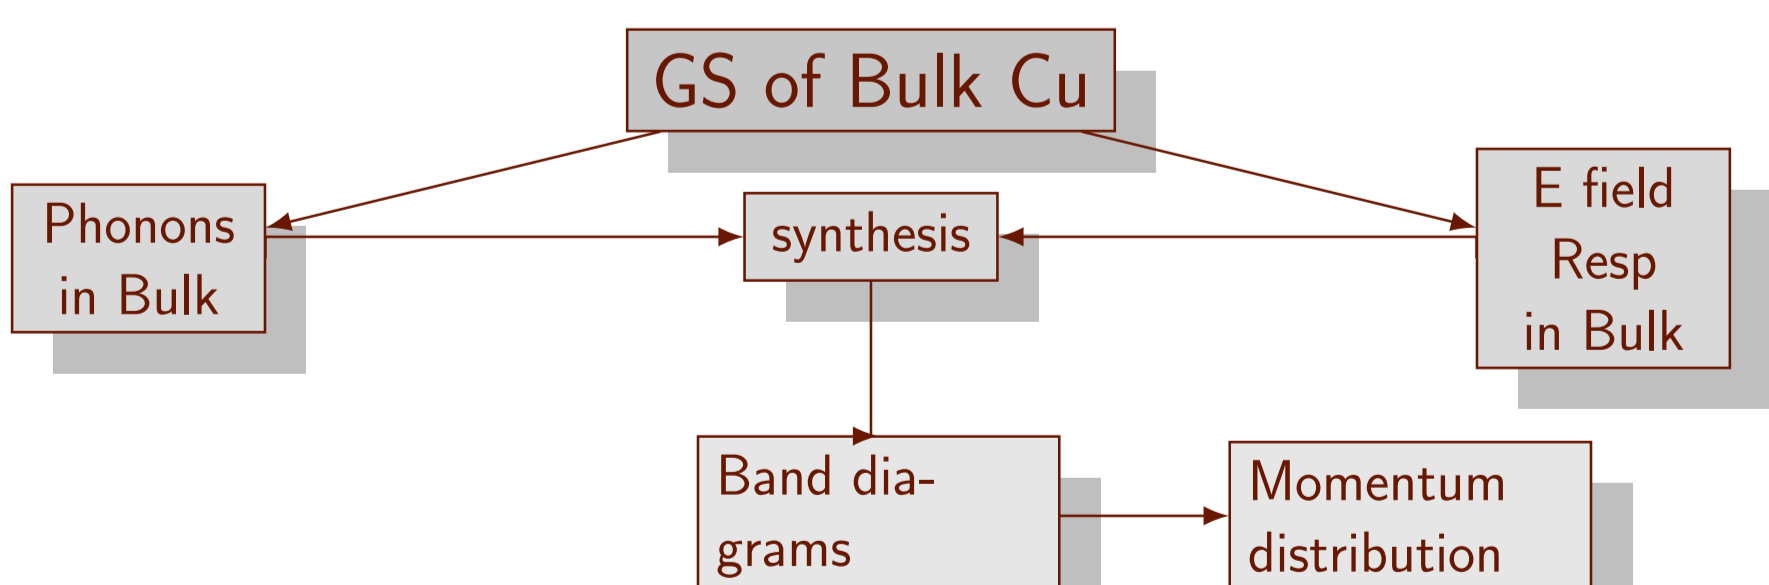 GS of Bulk Cu
Phonons
in Bulk
synthesis
E field
Resp
in Bulk
Band dia-
grams
Momentum
distribution